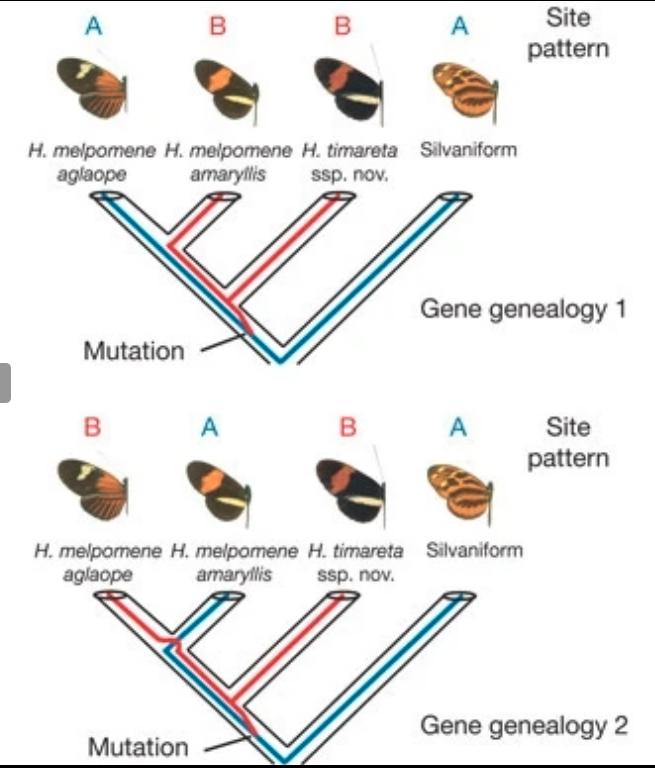 A B B A Site
pattern
H. melpomene H. melpomene H. timareta Silvaniform
aglaope amaryllis ssp. nov.
Gene genealogy 1
Mutation
B A B A Site
pattern
H. melpomene H. melpomene H. timareta Silvaniform
aglaope amaryllis ssp. nov.
Gene genealogy 2
Mutation